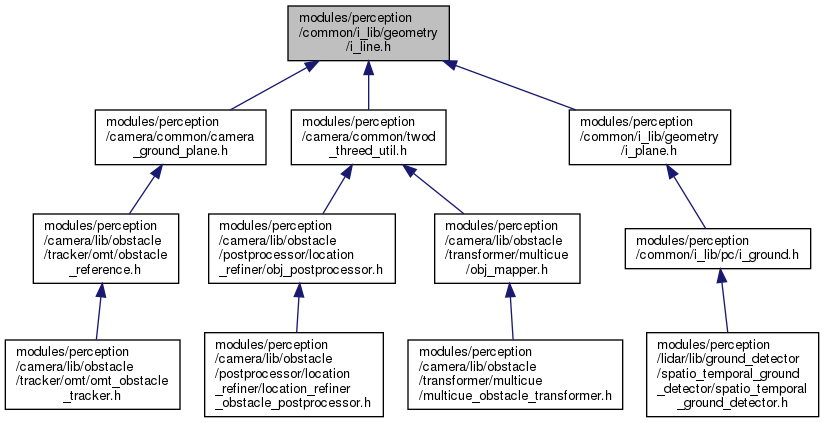 modules/perception
/common/i_lib/geometry
/i_line.h
modules/perception
/camera/common/camera
_ground_plane.h
modules/perception
/camera/common/twod
_threed_util.h
modules/perception
/common/i_lib/geometry
/i_plane.h
modules/perception
/camera/lib/obstacle
/tracker/omt/obstacle
_reference.h
modules/perception
/camera/lib/obstacle
/postprocessor/location
_refiner/obj_postprocessor.h
modules/perception
/camera/lib/obstacle
/transformer/multicue
/obj_mapper.h
modules/perception
/common/i_lib/pc/i_ground.h
modules/perception
/camera/lib/obstacle
/tracker/omt/omt_obstacle
_tracker.h
modules/perception
/camera/lib/obstacle
/postprocessor/location
_refiner/location_refiner
_obstacle_postprocessor.h
modules/perception
/camera/lib/obstacle
/transformer/multicue
/multicue_obstacle_transformer.h
modules/perception
/lidar/lib/ground_detector
/spatio_temporal_ground
_detector/spatio_temporal
_ground_detector.h